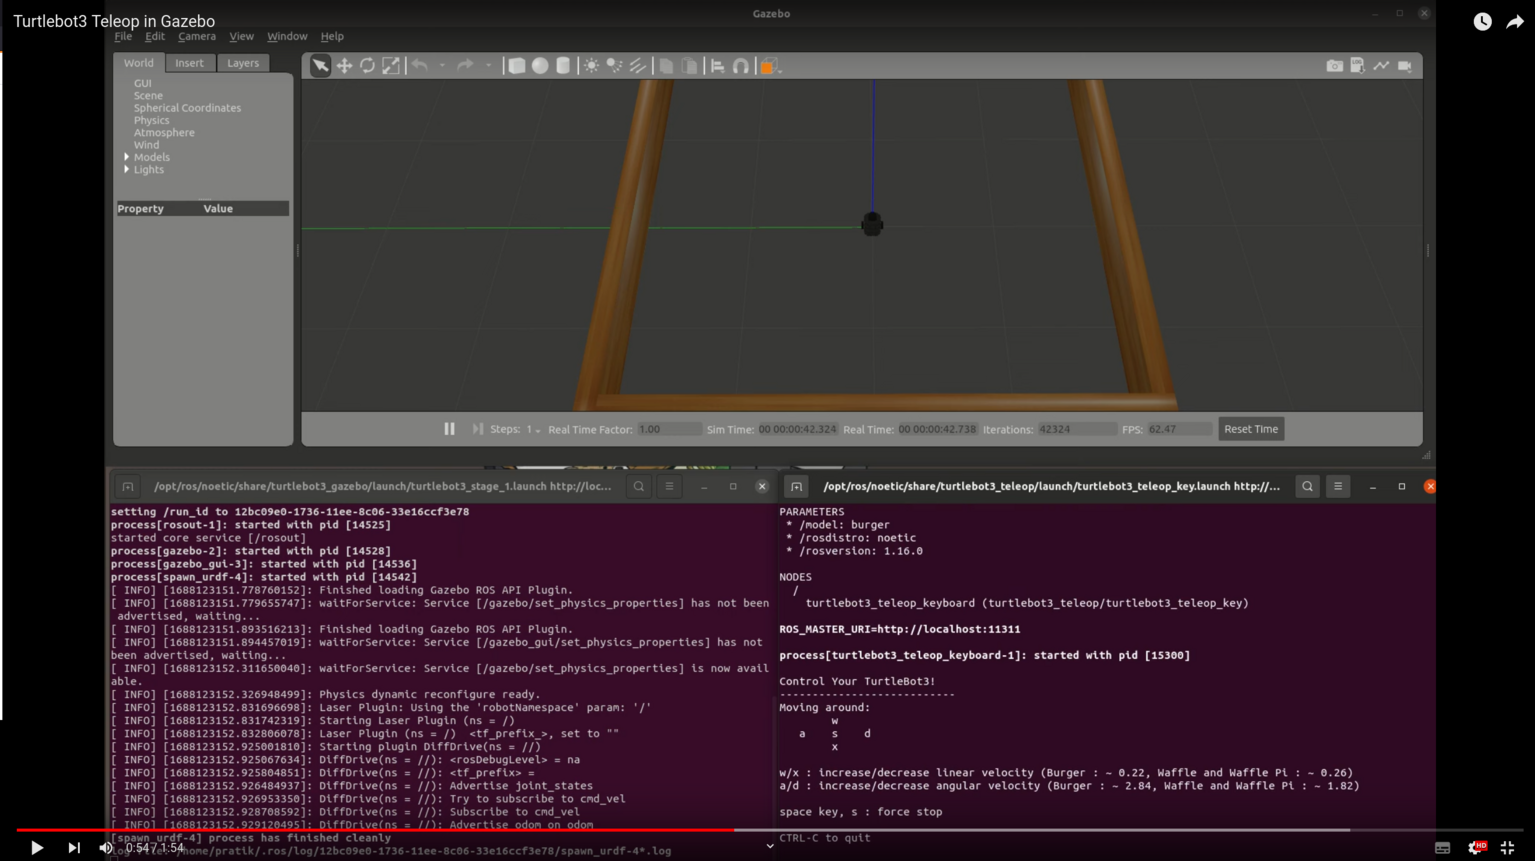 Turtlebot3 Teleop in Gazebo
Gazebo
File Edit Camera View Window Help
World Insert Layers
GUI
Scene
Spherical Coordinates
Physics
Atmosphere
Wind
Models
Lights
Property Value
Steps: 1 Real Time Factor: 1.00 Sim Time: 00 00:00:42.324 Real Time: 00 00:00:42.738 Iterations: 42324 FPS: 62.47 Reset Time
/opt/ros/noetic/share/turtlebot3_gazebo/launch/turtlebot3_stage_1.launch http://loc...
setting /run_id to 12bc09e0-1736-11ee-8c06-33e16ccf3e78
process[rosout-1]: started with pid [14525]
started core service [/rosout]
process[gazebo-2]: started with pid [14528]
process[gazebo_gui-3]: started with pid [14536]
process[spawn_urdf-4]: started with pid [14542]
[ INFO] [1688123151.778760152]: Finished loading Gazebo ROS API Plugin.
[ INFO] [1688123151.779655747]: waitForService: Service [/gazebo/set_physics_properties] has not been
advertised, waiting...
[ INFO] [1688123151.893516213]: Finished loading Gazebo ROS API Plugin.
[ INFO] [1688123151.894457019]: waitForService: Service [/gazebo_gui/set_physics_properties] has not
been advertised, waiting...
[ INFO] [1688123152.311650040]: waitForService: Service [/gazebo/set_physics_properties] is now avail
able.
[ INFO] [1688123152.326948499]: Physics dynamic reconfigure ready.
[ INFO] [1688123152.831696698]: Laser Plugin: Using the 'robotNamespace' param: '/'
[ INFO] [1688123152.831742319]: Starting Laser Plugin (ns = /)
[ INFO] [1688123152.832806078]: Laser Plugin (ns = /)  <tf_prefix_>, set to ""
[ INFO] [1688123152.925001810]: Starting plugin DiffDrive(ns = //)
[ INFO] [1688123152.925067634]: DiffDrive(ns = //): <rosDebugLevel> = na
[ INFO] [1688123152.925804851]: DiffDrive(ns = //): <tf_prefix> =
[ INFO] [1688123152.926484937]: DiffDrive(ns = //): Advertise joint_states
[ INFO] [1688123152.926953350]: DiffDrive(ns = //): Try to subscribe to cmd_vel
[ INFO] [1688123152.928708592]: DiffDrive(ns = //): Subscribe to cmd_vel
[ INFO] [1688123152.929120495]: DiffDrive(ns = //): Advertise odom on odom
[spawn_urdf-4] process has finished cleanly
log file: /home/pratik/.ros/log/12bc09e0-1736-11ee-8c06-33e16ccf3e78/spawn_urdf-4*.log
/opt/ros/noetic/share/turtlebot3_teleop/launch/turtlebot3_teleop_key.launch http://...
PARAMETERS
* /model: burger
* /rosdistro: noetic
* /rosversion: 1.16.0
NODES
/
turtlebot3_teleop_keyboard (turtlebot3_teleop/turtlebot3_teleop_key)
ROS_MASTER_URI=http://localhost:11311
process[turtlebot3_teleop_keyboard-1]: started with pid [15300]
Control Your TurtleBot3!
---------------------------
Moving around:
w
a s d
x
w/x : increase/decrease linear velocity (Burger : ~ 0.22, Waffle and Waffle Pi : ~ 0.26)
a/d : increase/decrease angular velocity (Burger : ~ 2.84, Waffle and Waffle Pi : ~ 1.82)
space key, s : force stop
CTRL-C to quit
0:54 / 1:54
HD